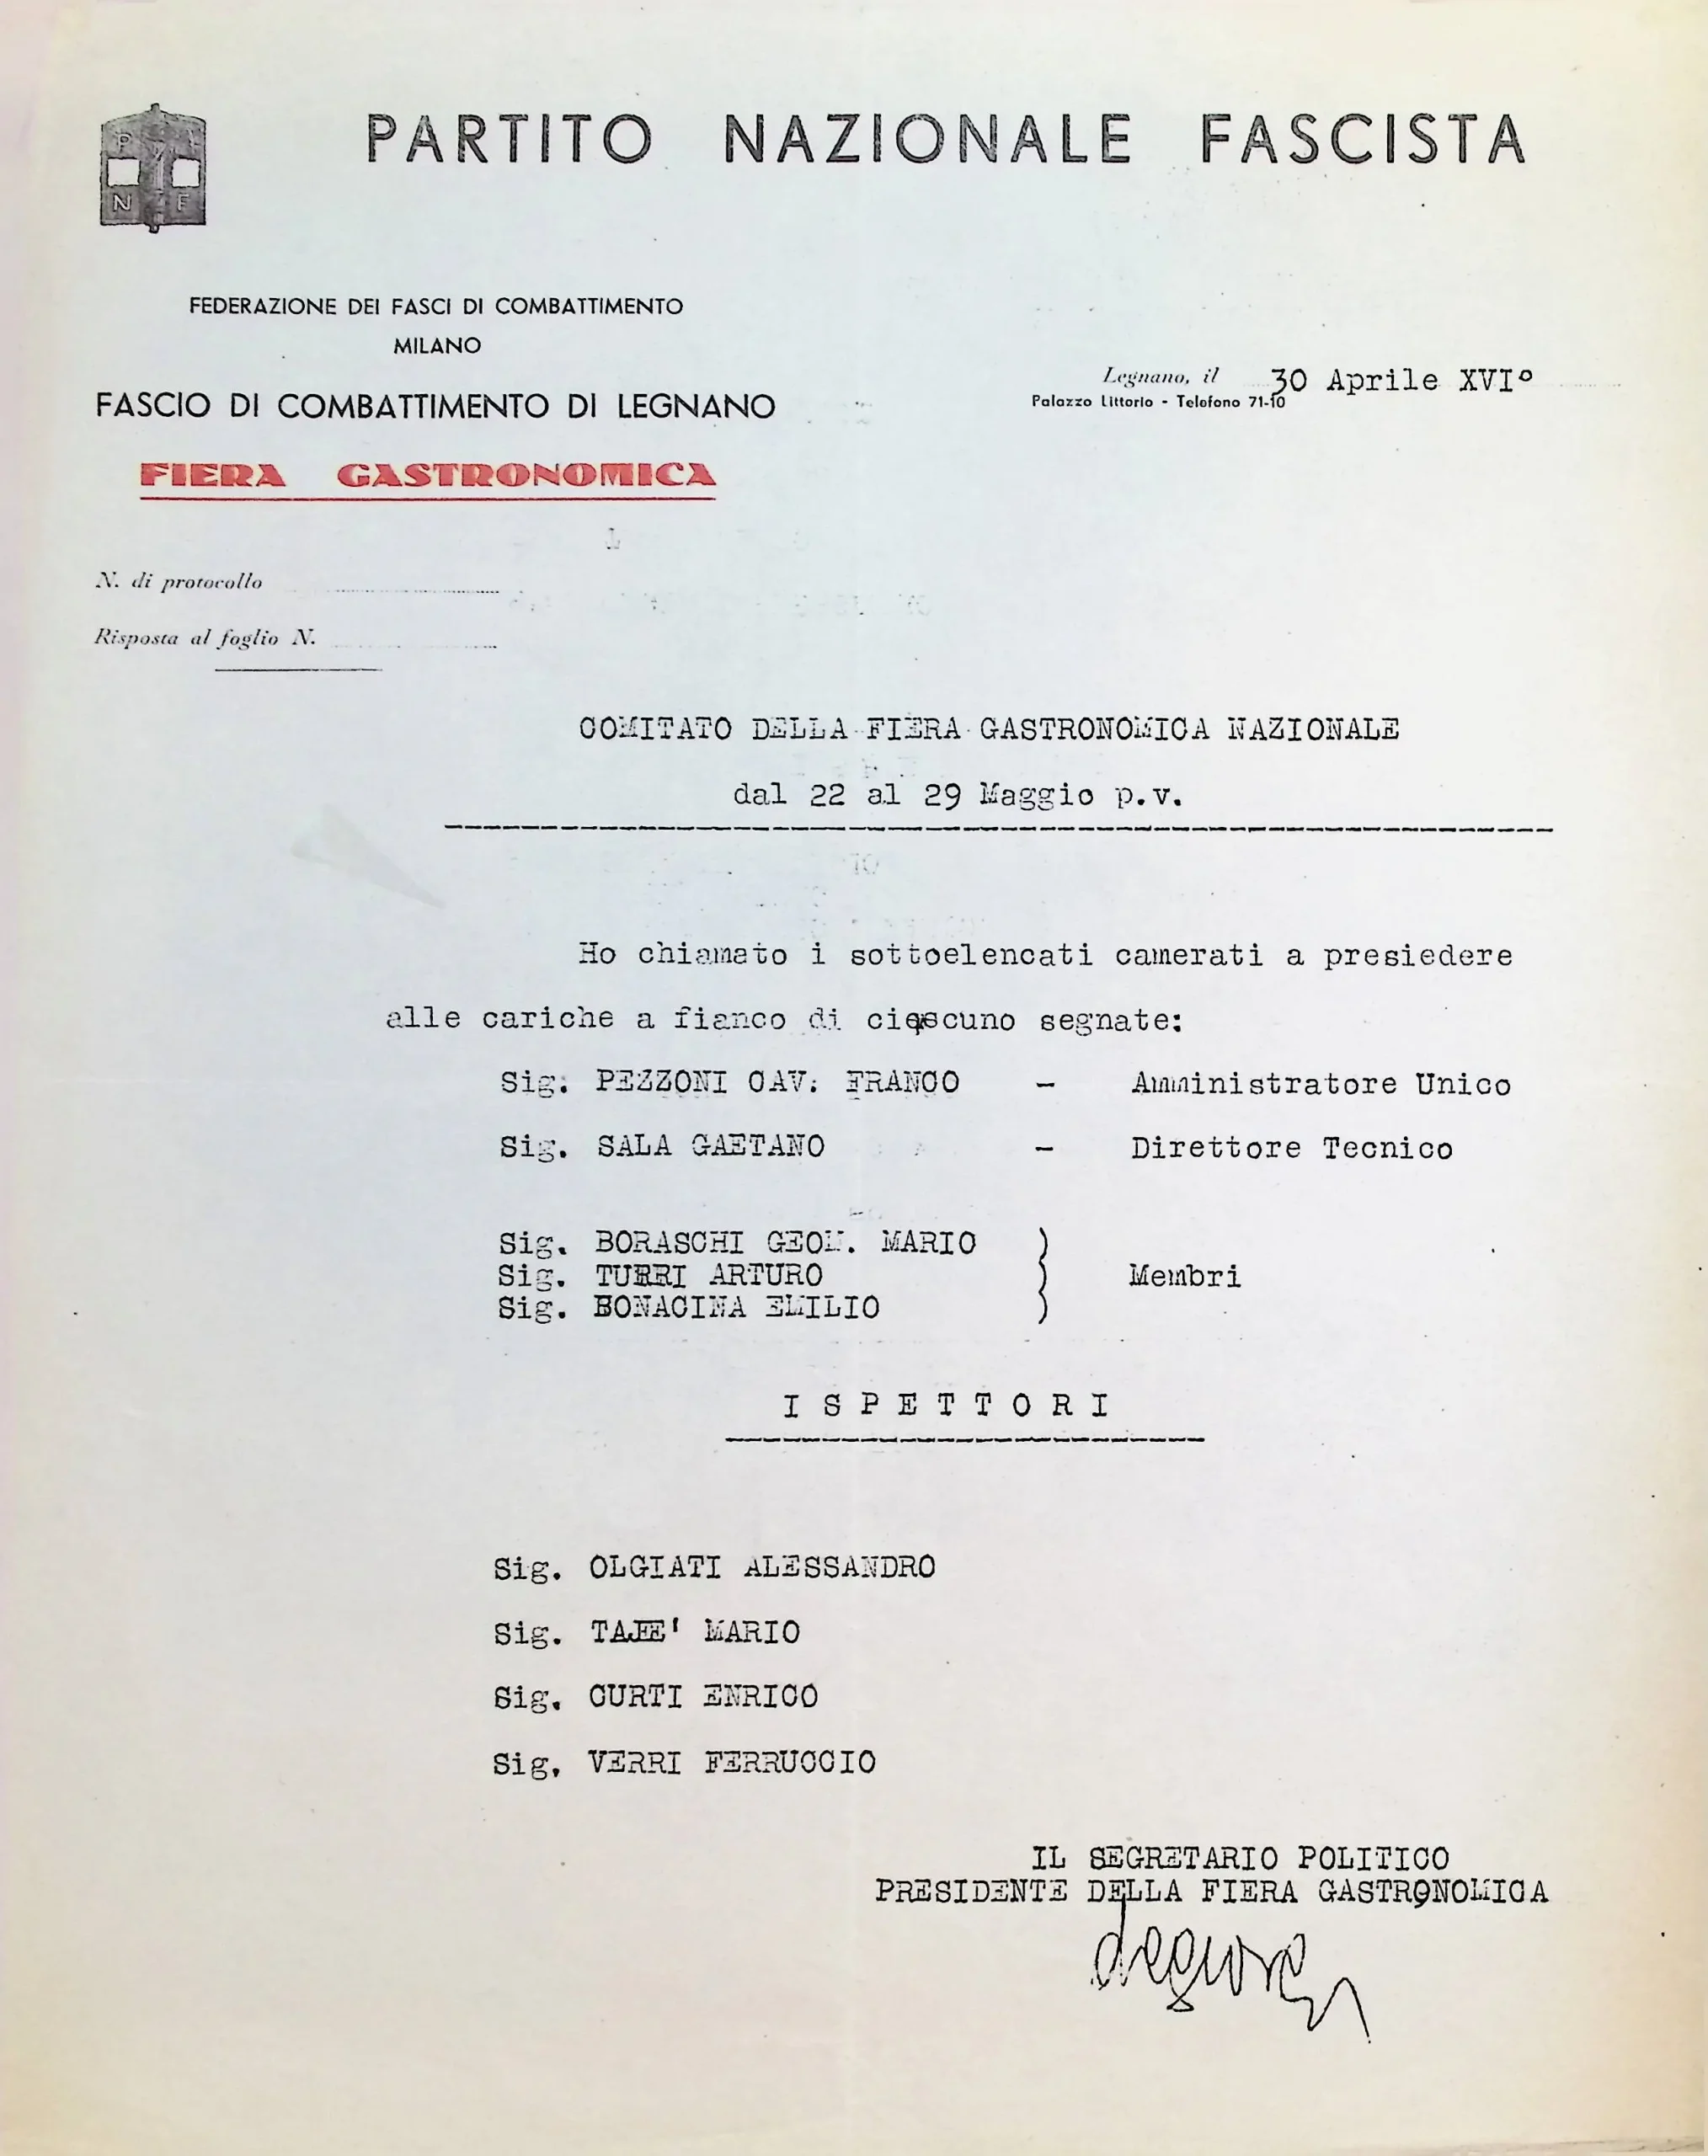 PARTITO NAZIONALE FASCISTA
P
N F
FEDERAZIONE DEI FASCI DI COMBATTIMENTO
MILANO
FASCIO DI COMBATTIMENTO DI LEGNANO
FIERA GASTRONOMICA
Legnano, il 30 Aprile XVI°
Palazzo Littorio - Telefono 71-10
N. di protocollo
Risposta al foglio N.
COMITATO DELLA FIERA GASTRONOMICA NAZIONALE
dal 22 al 29 Maggio p.v.
Ho chiamato i sottoelencati camerati a presiedere
alle cariche a fianco di ciascuno segnate:
Sig. PEZZONI CAV. FRANCO - Amministratore Unico
Sig. SALA GAETANO - Direttore Tecnico
Sig. BORASCHI GEOM. MARIO
Sig. TURRI ARTURO } Membri
Sig. BONACINA EMILIO
ISPETTORI
Sig. OLGIATI ALESSANDRO
Sig. TAJE' MARIO
Sig. CURTI ENRICO
Sig. VERRI FERRUCCIO
IL SEGRETARIO POLITICO
PRESIDENTE DELLA FIERA GASTRONOMICA